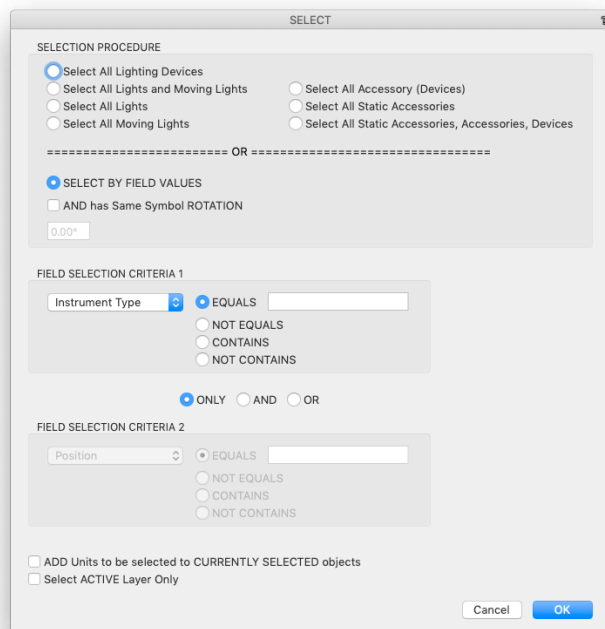 SELECT
SELECTION PROCEDURE
Select All Lighting Devices
Select All Lights and Moving Lights
Select All Accessory (Devices)
Select All Lights
Select All Static Accessories
Select All Moving Lights
Select All Static Accessories, Accessories, Devices
========================= OR =================================
SELECT BY FIELD VALUES
AND has Same Symbol ROTATION
0.00°
FIELD SELECTION CRITERIA 1
Instrument Type
EQUALS
NOT EQUALS
CONTAINS
NOT CONTAINS
ONLY AND OR
FIELD SELECTION CRITERIA 2
Position
EQUALS
NOT EQUALS
CONTAINS
NOT CONTAINS
ADD Units to be selected to CURRENTLY SELECTED objects
Select ACTIVE Layer Only
Cancel OK